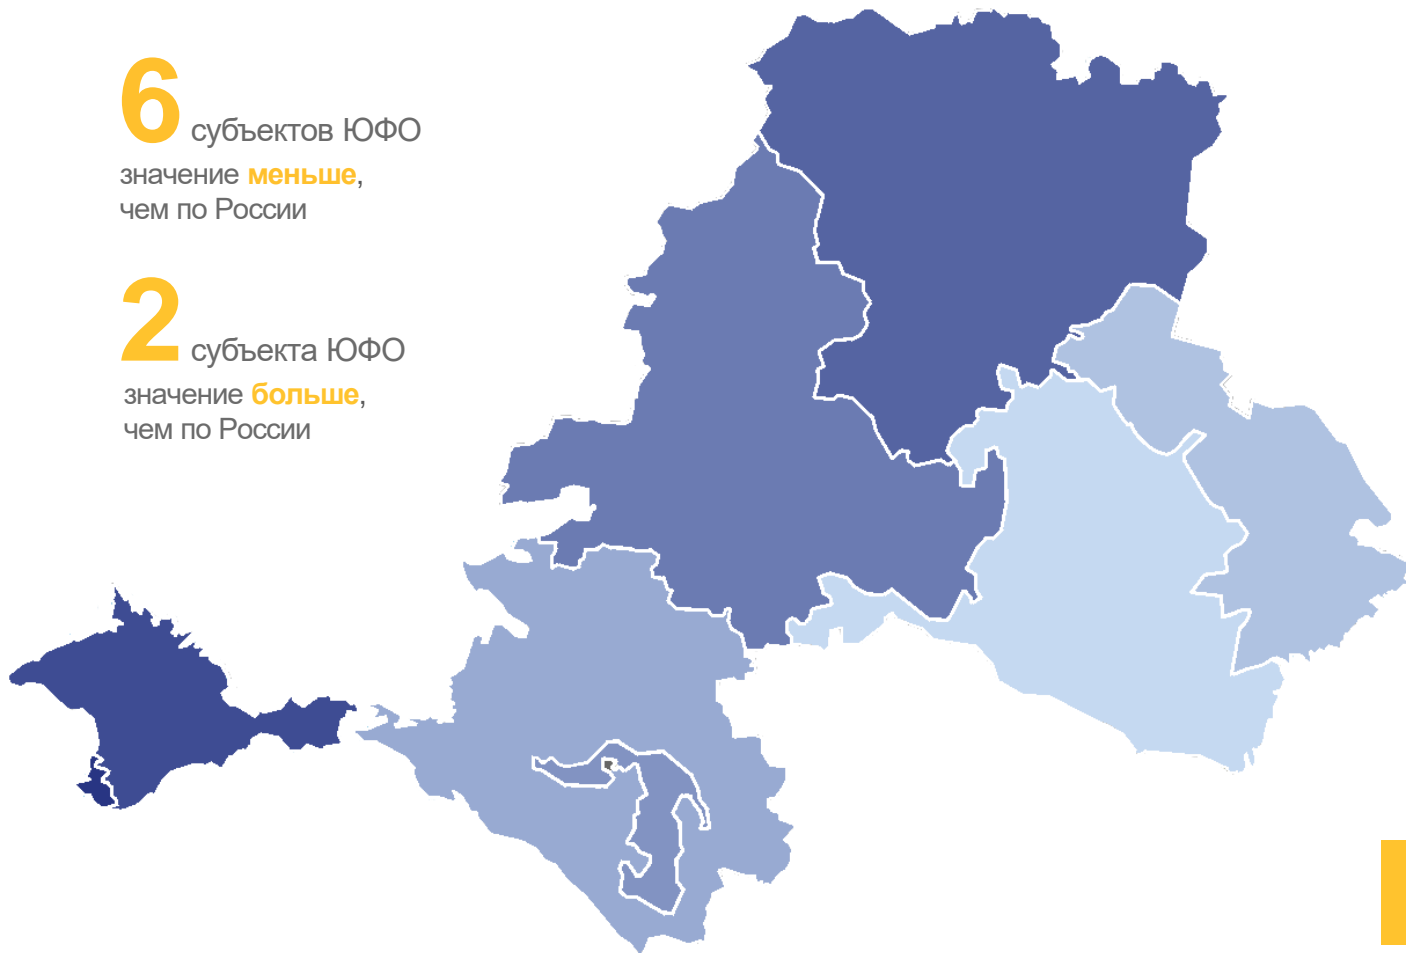 6 субъектов ЮФО
значение меньше,
чем по России
2 субъекта ЮФО
значение больше,
чем по России